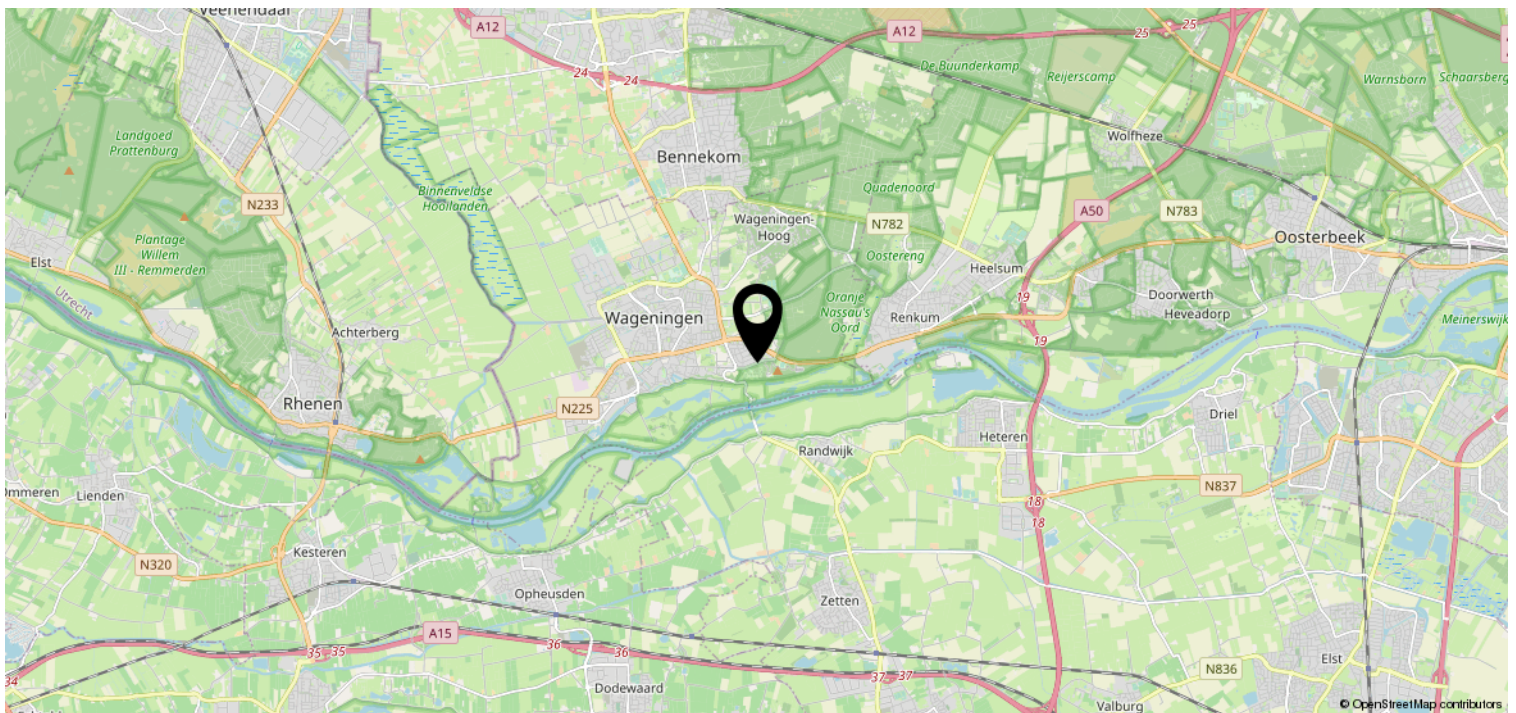 Veenendaal
A12
A12
25
25
24
24
De Buunderkamp
Reijerscamp
Warnsborn
Schaarsberg
Landgoed
Prattenburg
Wolfheze
Bennekom
Binnenveldse
Hooilanden
Quadenoord
N233
Wageningen-
Hoog
N782
A50
N783
Plantage
Willem
III - Remmerden
Oosterbeek
Elst
Oostereng
Heelsum
Utrecht
19
Doorwerth
Heveadorp
Oranje
Nassau's
Oord
Wageningen
Renkum
Meinerswijk
Achterberg
19
Rhenen
N225
Driel
Heteren
Randwijk
Ommeren
Lienden
N837
18
18
Kesteren
N320
Opheusden
Zetten
A15
35
35
36
36
Elst
N836
34
37
37
Dodewaard
Valburg
© OpenStreetMap contributors